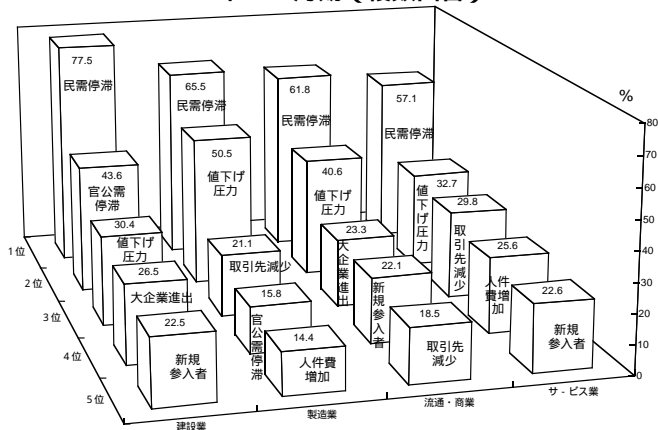 77.5
民需停滞
65.5
民需停滞
61.8
民需停滞
57.1
民需停滞
43.6
官公需
停滞
50.5
値下げ
圧力
40.6
値下げ
圧力
32.7
値下げ圧力
30.4
値下げ
圧力
21.1
取引先減少
23.3
大企業進出
29.8
取引先減少
26.5
大企業進出
15.8
官公需停滞
22.1
新規参入者
25.6
人件
費増
加
22.5
新規
参入者
14.4
人件費
増加
18.5
取引先
減少
22.6
新規
参入者
1位
2位
3位
4位
5位
建設業
製造業
流通・商業
サ-ビス業
%
80
70
60
50
40
30
20
10
0